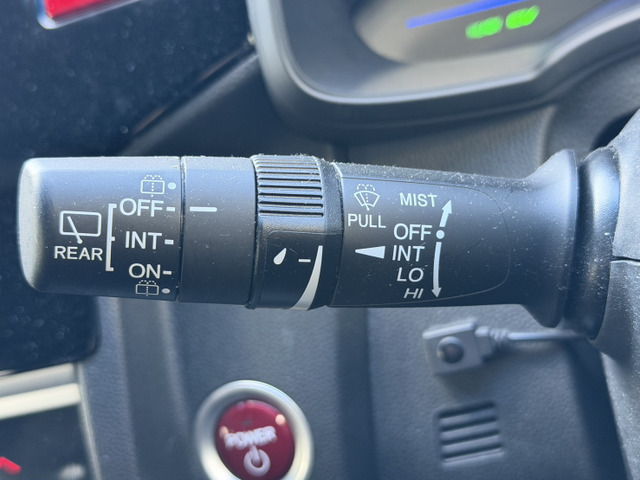 OFF
INT
ON
REAR
PULL
MIST
OFF
INT
LO
HI
POWER